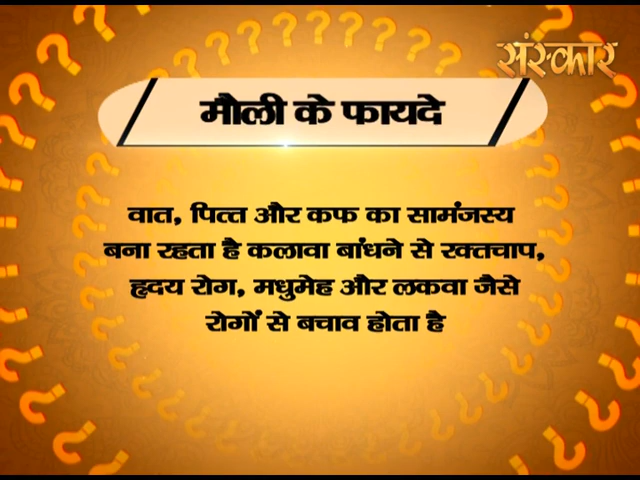 संस्कार
मौली के फायदे
वात, पित्त और कफ का सामंजस्य
बना रहता है कलावा बांधने से रक्तचाप,
हृदय रोग, मधुमेह और लकवा जैसे
रोगों से बचाव होता है